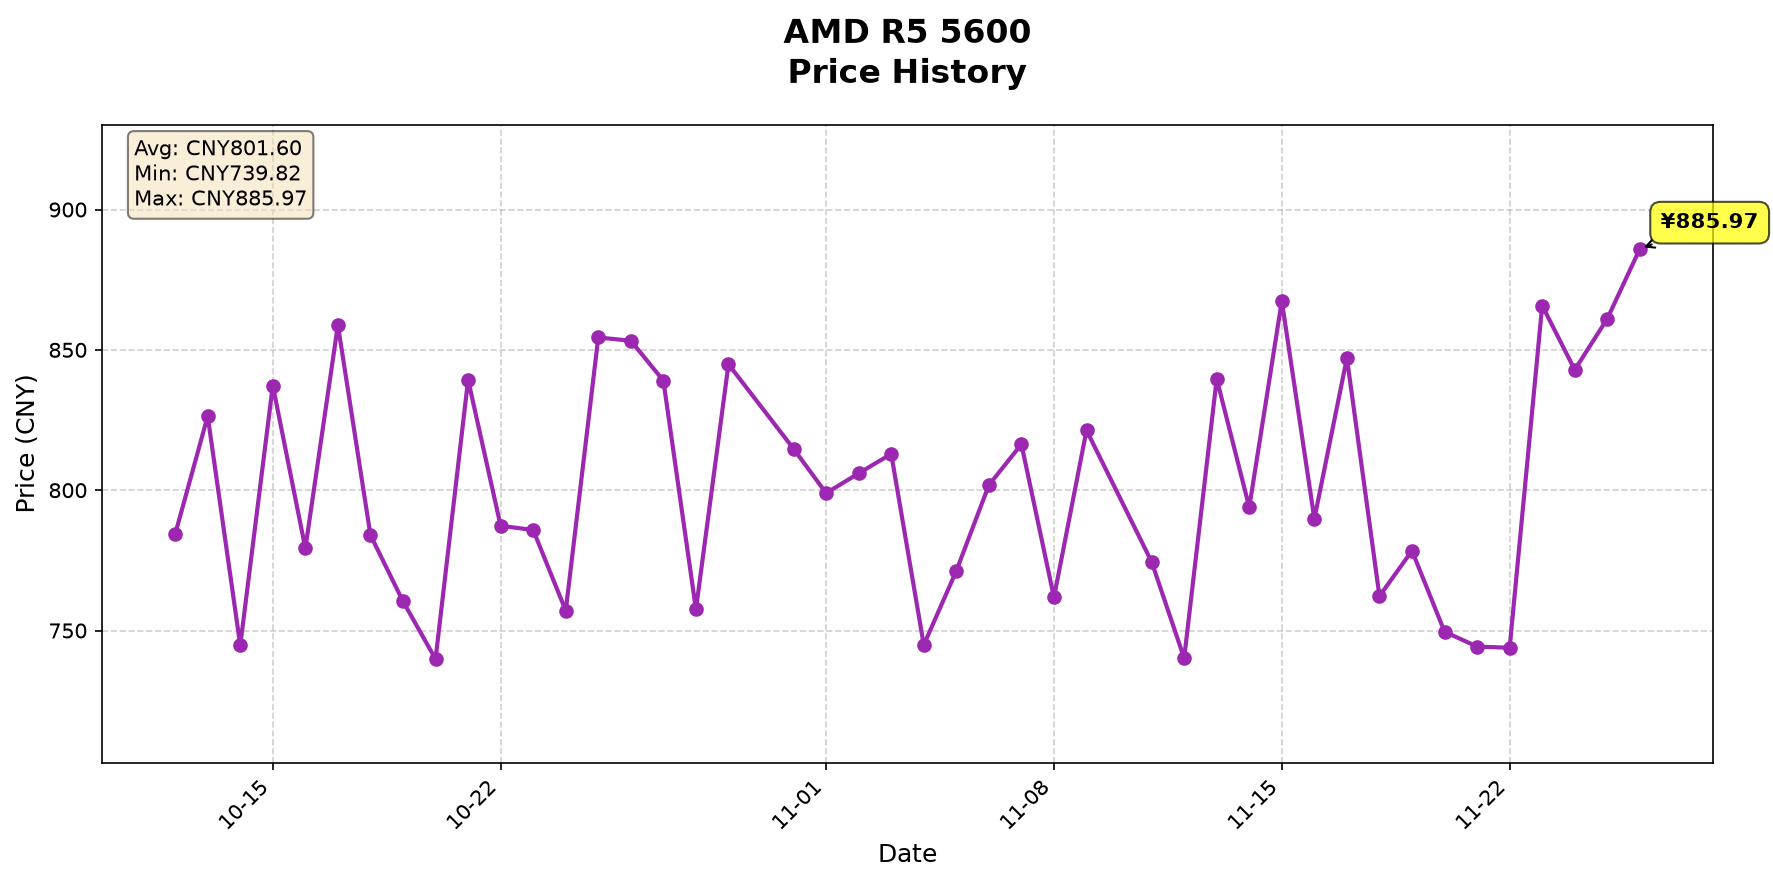 AMD R5 5600
Price History
Avg: CNY801.60
Min: CNY739.82
Max: CNY885.97
¥885.97
900
850
800
750
Price (CNY)
10-15
10-22
11-01
11-08
11-15
11-22
Date